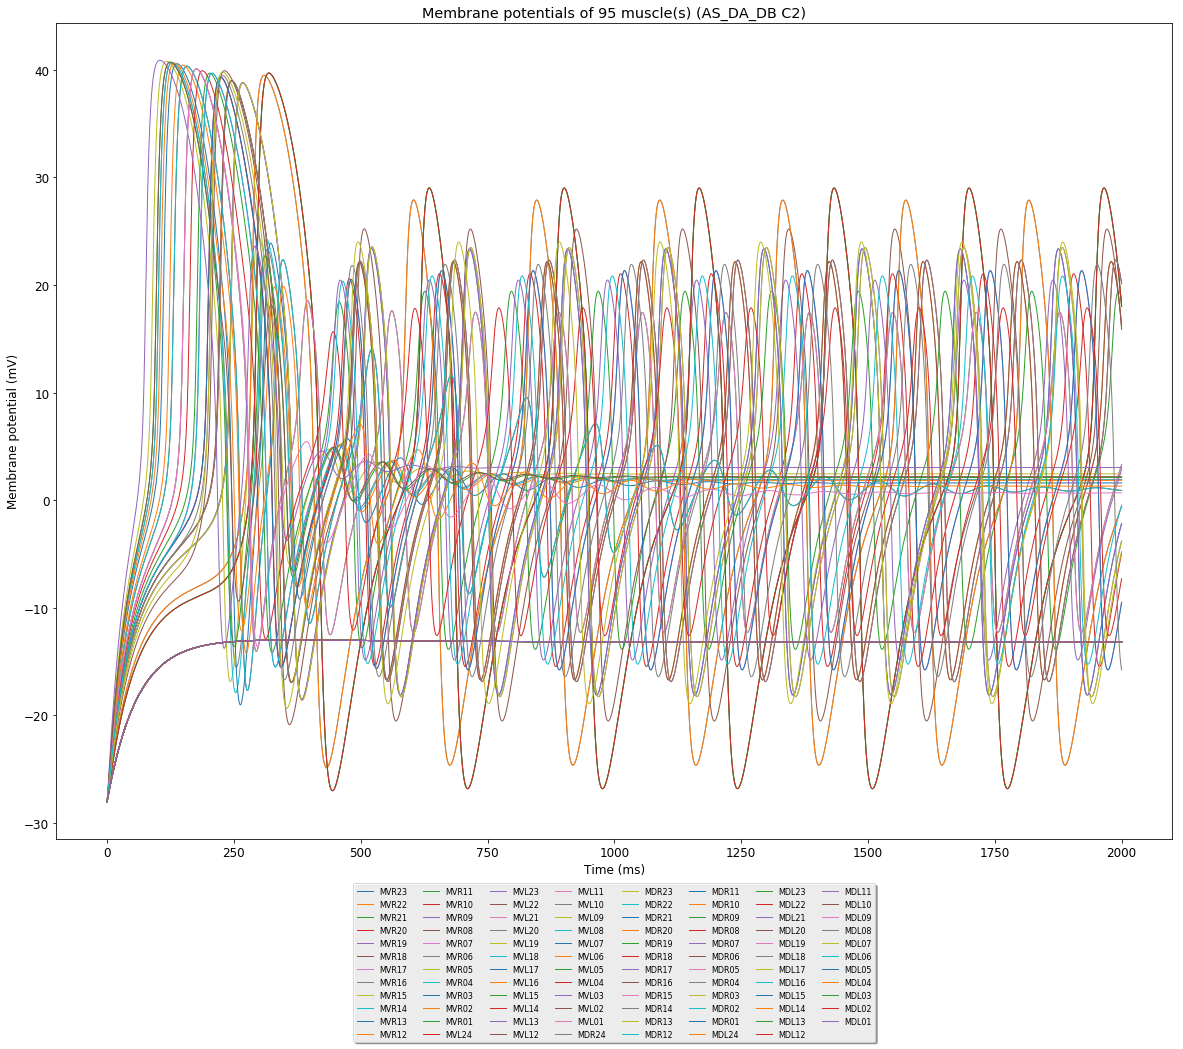 Membrane potentials of 95 muscle(s) (AS_DA_DB C2)
Membrane potential (mV)
40
30
20
10
0
−10
−20
−30
0 250 500 750 1000 1250 1500 1750 2000
Time (ms)
MVR23 MVR11 MVL23 MVL11 MDR23 MDR11 MDL23 MDL11
MVR22 MVR10 MVL22 MVL10 MDR22 MDR10 MDL22 MDL10
MVR21 MVR09 MVL21 MVL09 MDR21 MDR09 MDL21 MDL09
MVR20 MVR08 MVL20 MVL08 MDR20 MDR08 MDL20 MDL08
MVR19 MVR07 MVL19 MVL07 MDR19 MDR07 MDL19 MDL07
MVR18 MVR06 MVL18 MVL06 MDR18 MDR06 MDL18 MDL06
MVR17 MVR05 MVL17 MVL05 MDR17 MDR05 MDL17 MDL05
MVR16 MVR04 MVL16 MVL04 MDR16 MDR04 MDL16 MDL04
MVR15 MVR03 MVL15 MVL03 MDR15 MDR03 MDL15 MDL03
MVR14 MVR02 MVL14 MVL02 MDR14 MDR02 MDL14 MDL02
MVR13 MVR01 MVL13 MVL01 MDR13 MDR01 MDL13 MDL01
MVR12 MVL24 MVL12 MDR24 MDR12 MDL24 MDL12